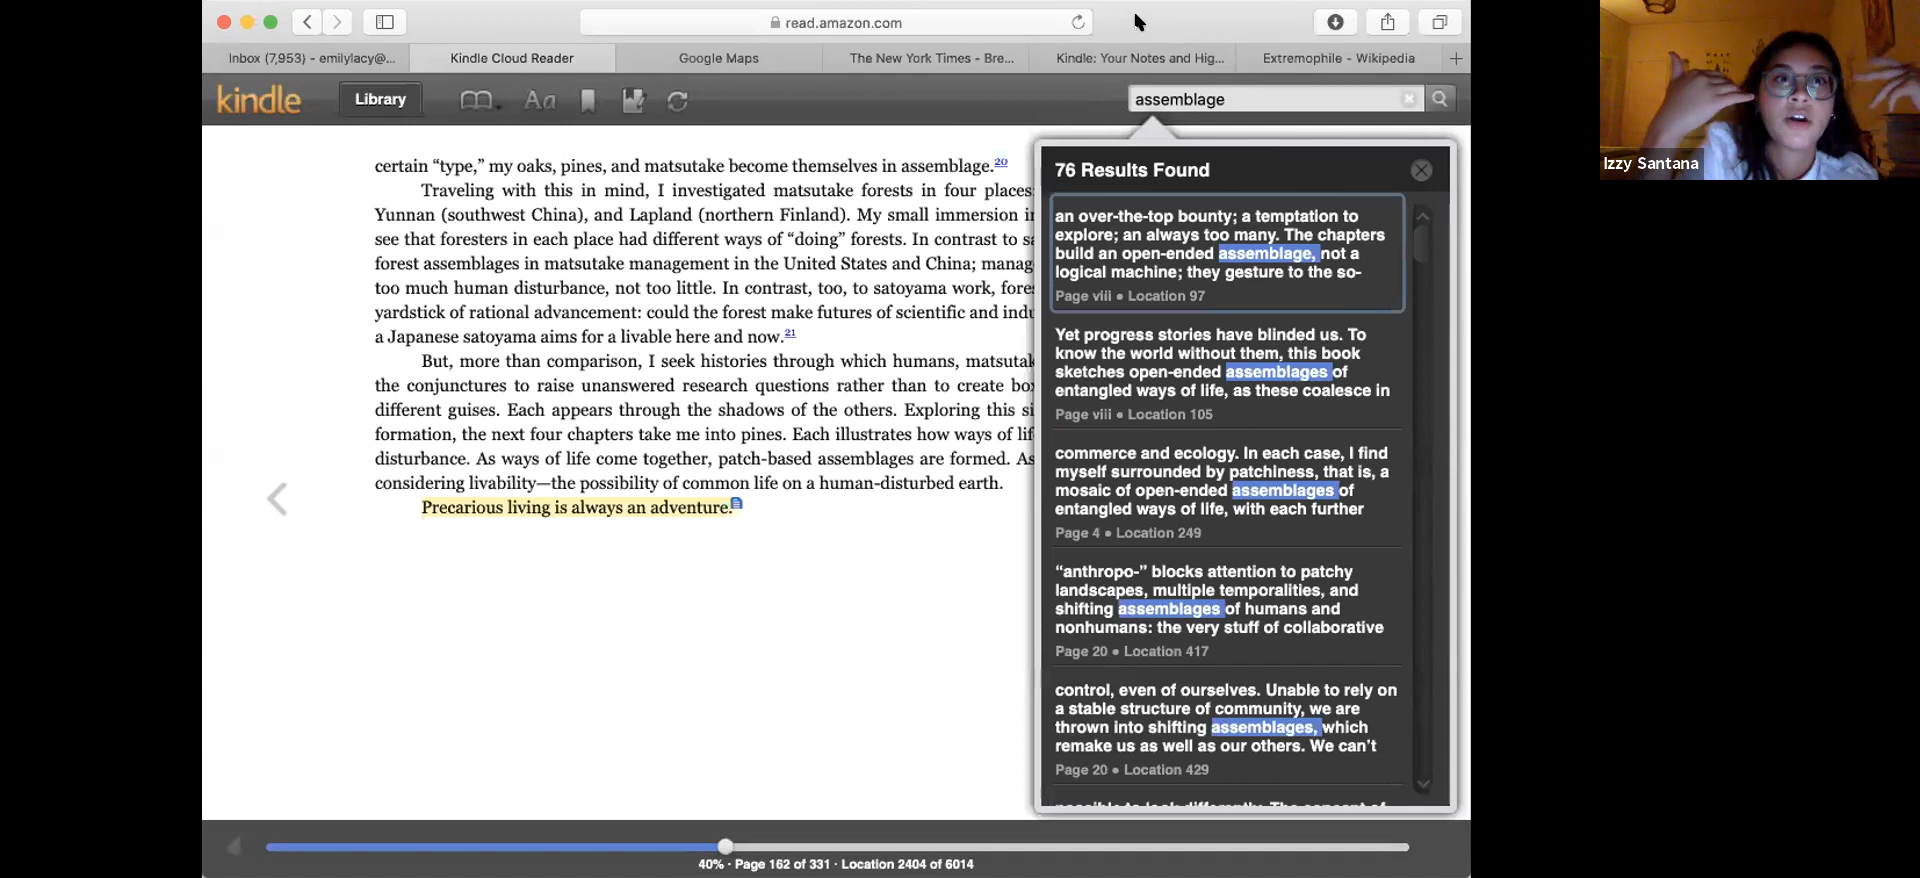 read.amazon.com
Inbox (7,953) - emilylacy@...
Kindle Cloud Reader
Google Maps
The New York Times - Bre...
Kindle: Your Notes and Hig...
Extremophile - Wikipedia
kindle
Library
Aa
assemblage
certain “type,” my oaks, pines, and matsutake become themselves in assemblage.20
Traveling with this in mind, I investigated matsutake forests in four places:
Yunnan (southwest China), and Lapland (northern Finland). My small immersion in
see that foresters in each place had different ways of “doing” forests. In contrast to sa
forest assemblages in matsutake management in the United States and China; manag
too much human disturbance, not too little. In contrast, too, to satoyama work, fore
yardstick of rational advancement: could the forest make futures of scientific and indu
a Japanese satoyama aims for a livable here and now.21
But, more than comparison, I seek histories through which humans, matsutak
the conjunctures to raise unanswered research questions rather than to create box
different guises. Each appears through the shadows of the others. Exploring this si
formation, the next four chapters take me into pines. Each illustrates how ways of lif
disturbance. As ways of life come together, patch-based assemblages are formed. As
considering livability—the possibility of common life on a human-disturbed earth.
Precarious living is always an adventure.
76 Results Found
an over-the-top bounty; a temptation to
explore; an always too many. The chapters
build an open-ended assemblage, not a
logical machine; they gesture to the so-
Page viii • Location 97
Yet progress stories have blinded us. To
know the world without them, this book
sketches open-ended assemblages of
entangled ways of life, as these coalesce in
Page viii • Location 105
commerce and ecology. In each case, I find
myself surrounded by patchiness, that is, a
mosaic of open-ended assemblages of
entangled ways of life, with each further
Page 4 • Location 249
“anthropo-” blocks attention to patchy
landscapes, multiple temporalities, and
shifting assemblages of humans and
nonhumans: the very stuff of collaborative
Page 20 • Location 417
control, even of ourselves. Unable to rely on
a stable structure of community, we are
thrown into shifting assemblages, which
remake us as well as our others. We can’t
Page 20 • Location 429
possible to look differently. The concept of
40% · Page 162 of 331 · Location 2404 of 6014
Izzy Santana